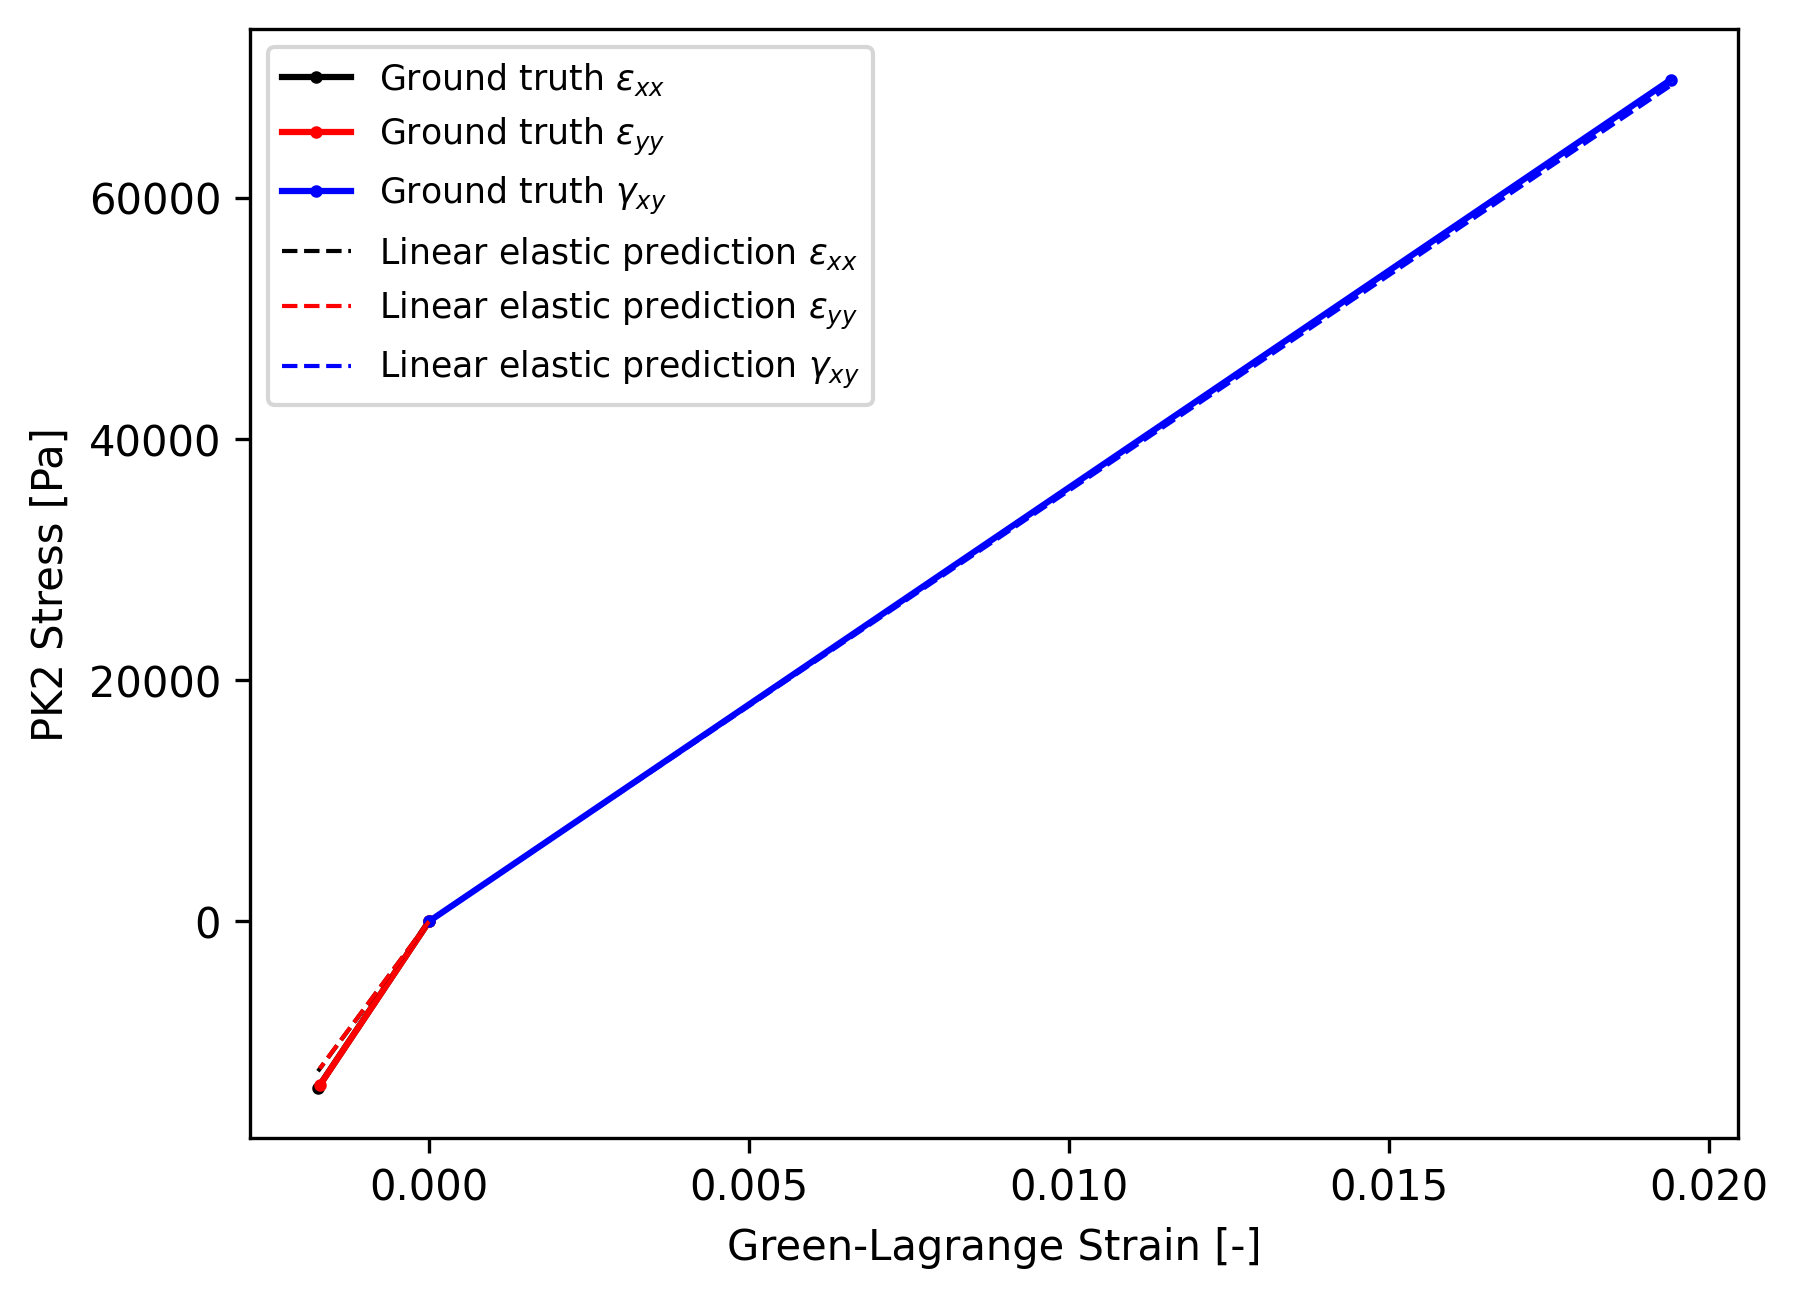 Ground truth εxx
Ground truth εyy
Ground truth γxy
Linear elastic prediction εxx
Linear elastic prediction εyy
Linear elastic prediction γxy
60000
40000
20000
0
PK2 Stress [Pa]
0.000 0.005 0.010 0.015 0.020
Green-Lagrange Strain [-]